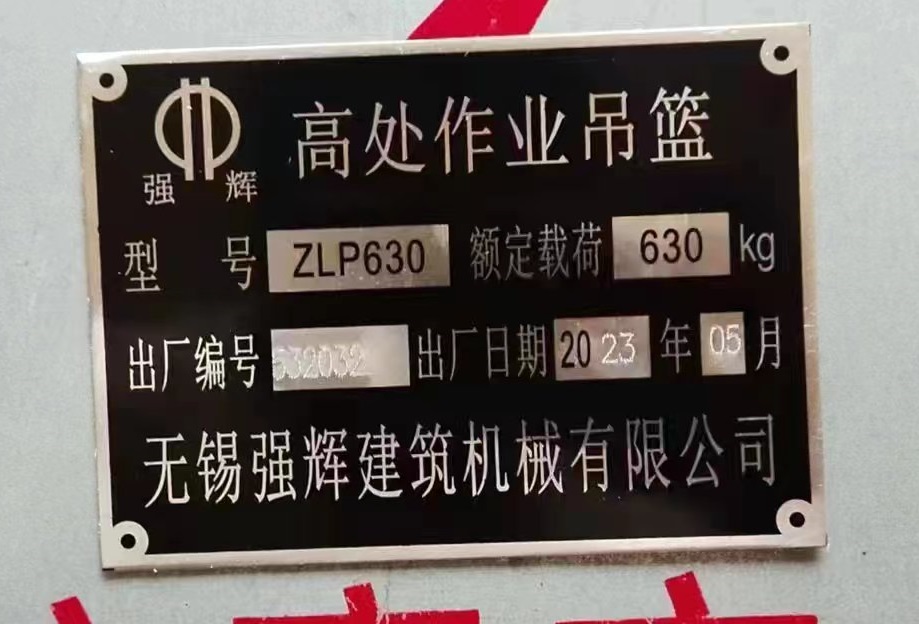 高处作业吊篮
强辉
型号 ZLP630 额定载荷 630 kg
出厂编号 532032 出厂日期 2023 年 05 月
无锡强辉建筑机械有限公司